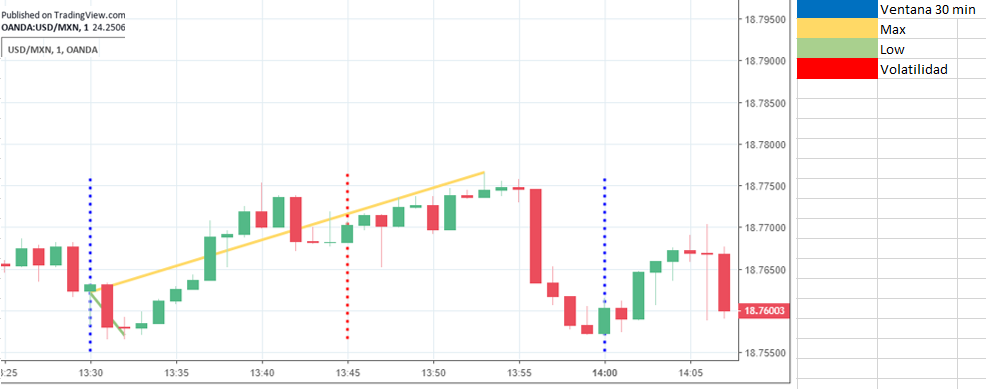 Published on TradingView.com
OANDA:USD/MXN, 1 24.2506
USD/MXN, 1, OANDA
18.79500
18.79000
18.78500
18.78000
18.77500
18.77000
18.76500
18.76003
18.75500
:25
13:30
13:35
13:40
13:45
13:50
13:55
14:00
14:05
Ventana 30 min
Max
Low
Volatilidad